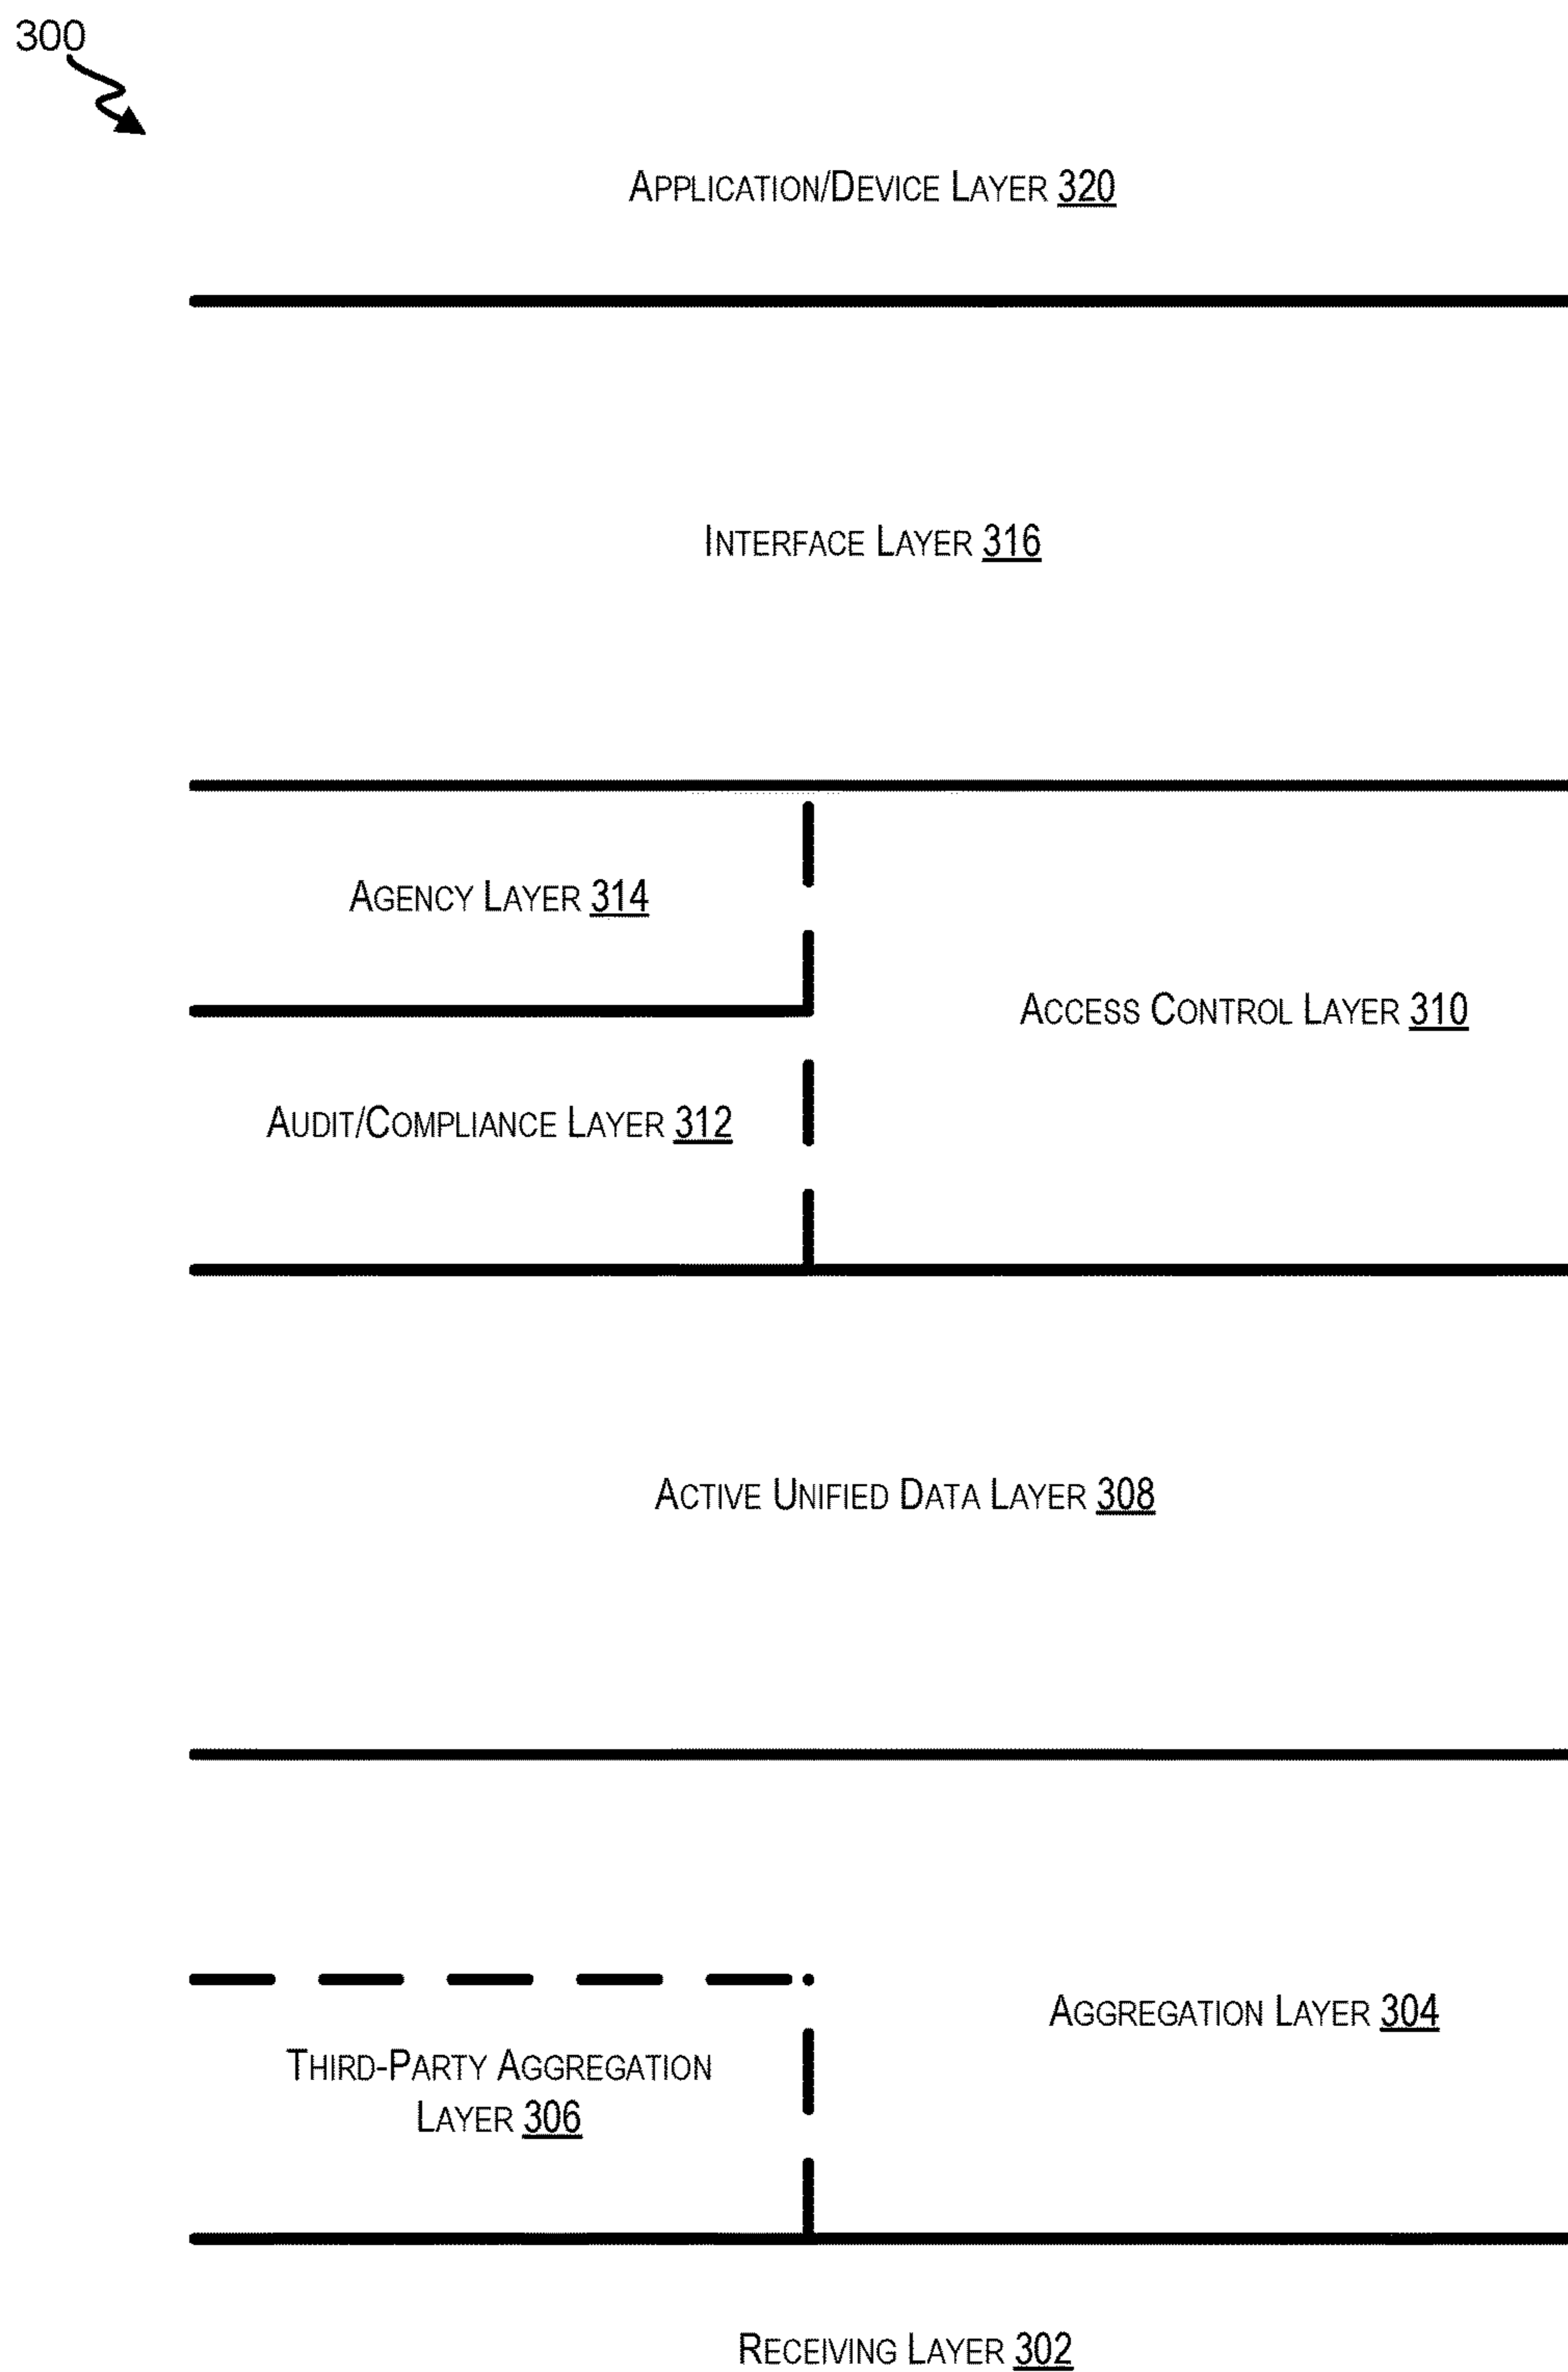 300
APPLICATION/DEVICE LAYER 320
INTERFACE LAYER 316
AGENCY LAYER 314
ACCESS CONTROL LAYER 310
AUDIT/COMPLIANCE LAYER 312
ACTIVE UNIFIED DATA LAYER 308
AGGREGATION LAYER 304
THIRD-PARTY AGGREGATION
LAYER 306
RECEIVING LAYER 302